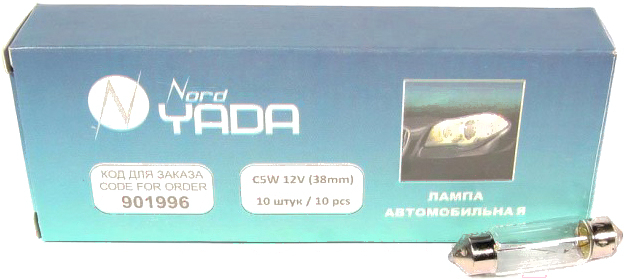 Nord
YADA
КОД ДЛЯ ЗАКАЗА
CODE FOR ORDER
901996
C5W 12V (38mm)
10 штук / 10 pcs
ЛАМПА
АВТОМОБИЛЬНАЯ